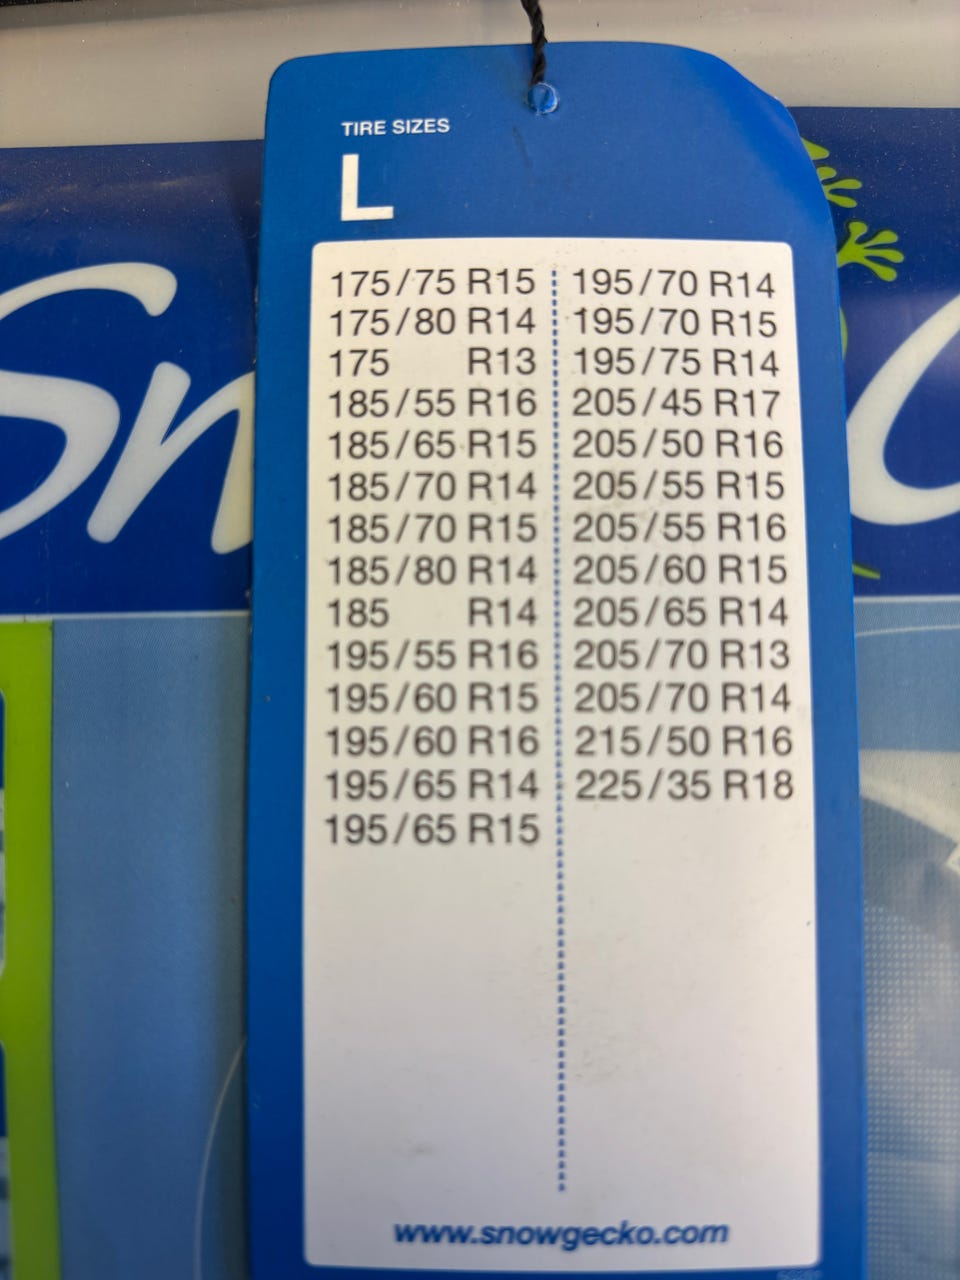 TIRE SIZES
L
175/75 R15
175/80 R14
175 R13
185/55 R16
185/65 R15
185/70 R14
185/70 R15
185/80 R14
185 R14
195/55 R16
195/60 R15
195/60 R16
195/65 R14
195/65 R15
195/70 R14
195/70 R15
195/75 R14
205/45 R17
205/50 R16
205/55 R15
205/55 R16
205/60 R15
205/65 R14
205/70 R13
205/70 R14
215/50 R16
225/35 R18
www.snowgecko.com
Sn